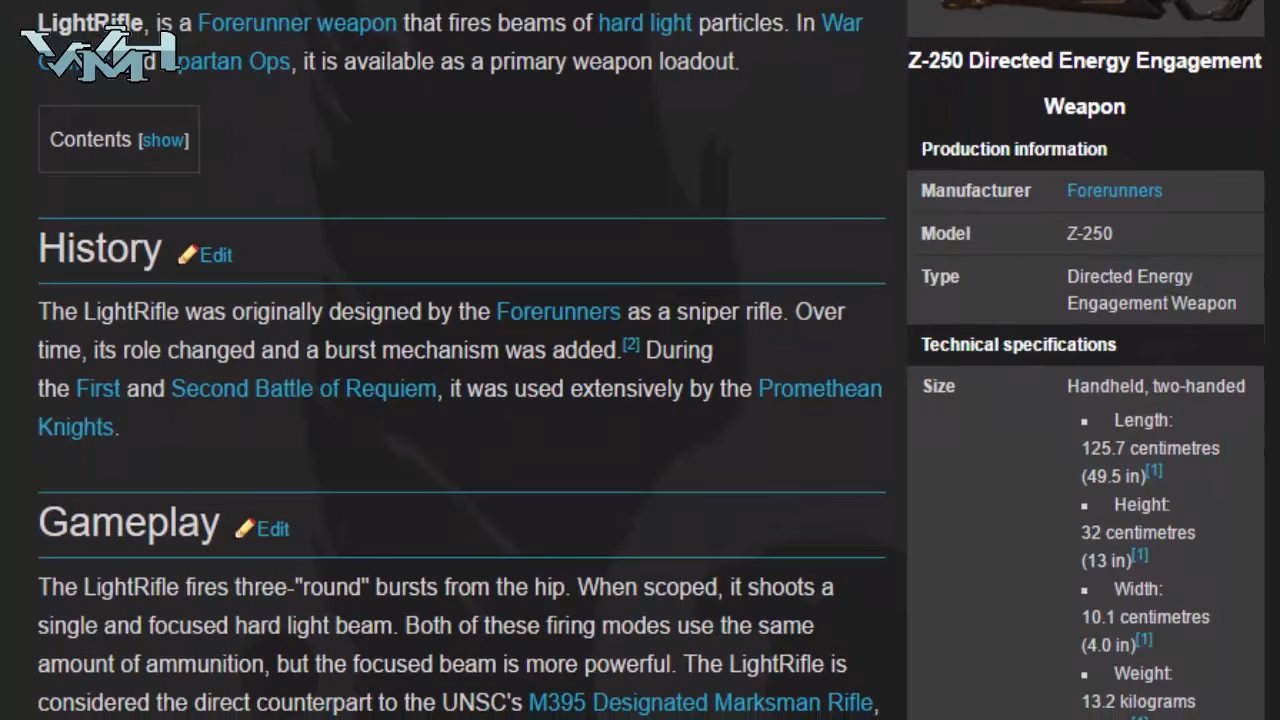 LightRifle, is a Forerunner weapon that fires beams of hard light particles. In War
Spartan Ops, it is available as a primary weapon loadout.
Contents [show]
History Edit
The LightRifle was originally designed by the Forerunners as a sniper rifle. Over
time, its role changed and a burst mechanism was added.[2] During
the First and Second Battle of Requiem, it was used extensively by the Promethean
Knights.
Gameplay Edit
The LightRifle fires three-"round" bursts from the hip. When scoped, it shoots a
single and focused hard light beam. Both of these firing modes use the same
amount of ammunition, but the focused beam is more powerful. The LightRifle is
considered the direct counterpart to the UNSC's M395 Designated Marksman Rifle,
Z-250 Directed Energy Engagement
Weapon
Production information
Manufacturer Forerunners
Model Z-250
Type Directed Energy
Engagement Weapon
Technical specifications
Size Handheld, two-handed
Length:
125.7 centimetres
(49.5 in)[1]
Height:
32 centimetres
(13 in)[1]
Width:
10.1 centimetres
(4.0 in)[1]
Weight:
13.2 kilograms